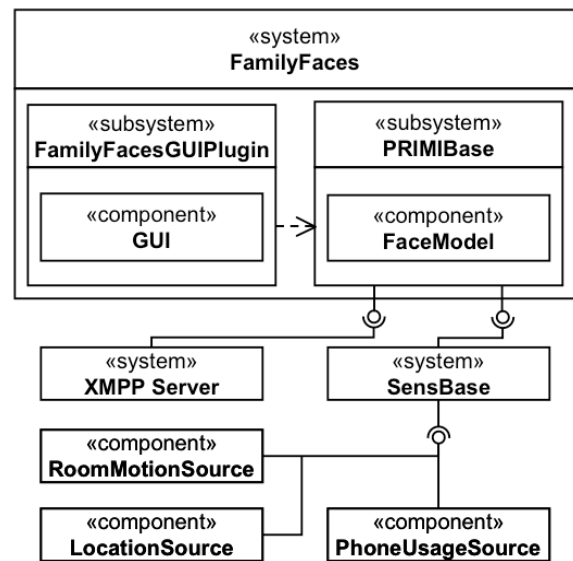 «system»
FamilyFaces
«subsystem»
FamilyFacesGUIPlugin
«component»
GUI
«subsystem»
PRIMIBase
«component»
FaceModel
«system»
XMPP Server
«system»
SensBase
«component»
RoomMotionSource
«component»
LocationSource
«component»
PhoneUsageSource